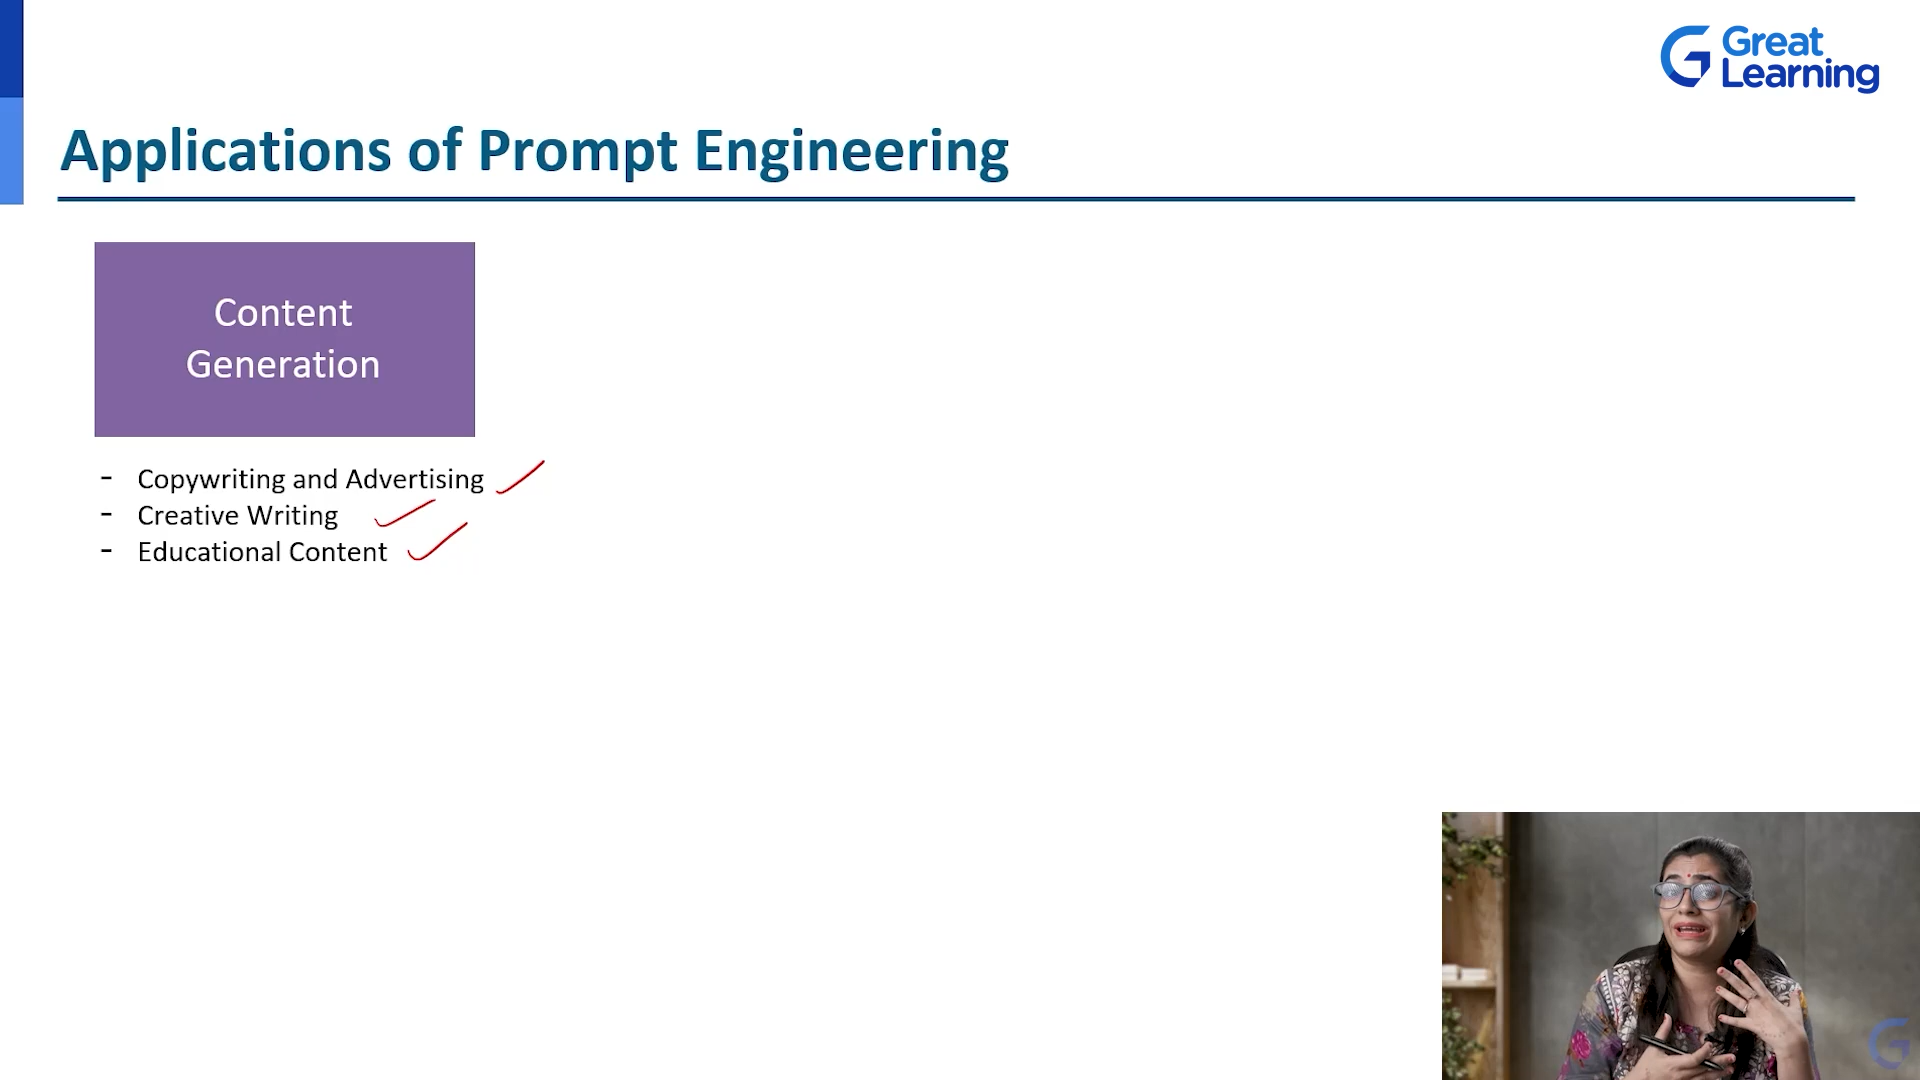 Great
Learning
Applications of Prompt Engineering
Content
Generation
- Copywriting and Advertising
- Creative Writing
- Educational Content